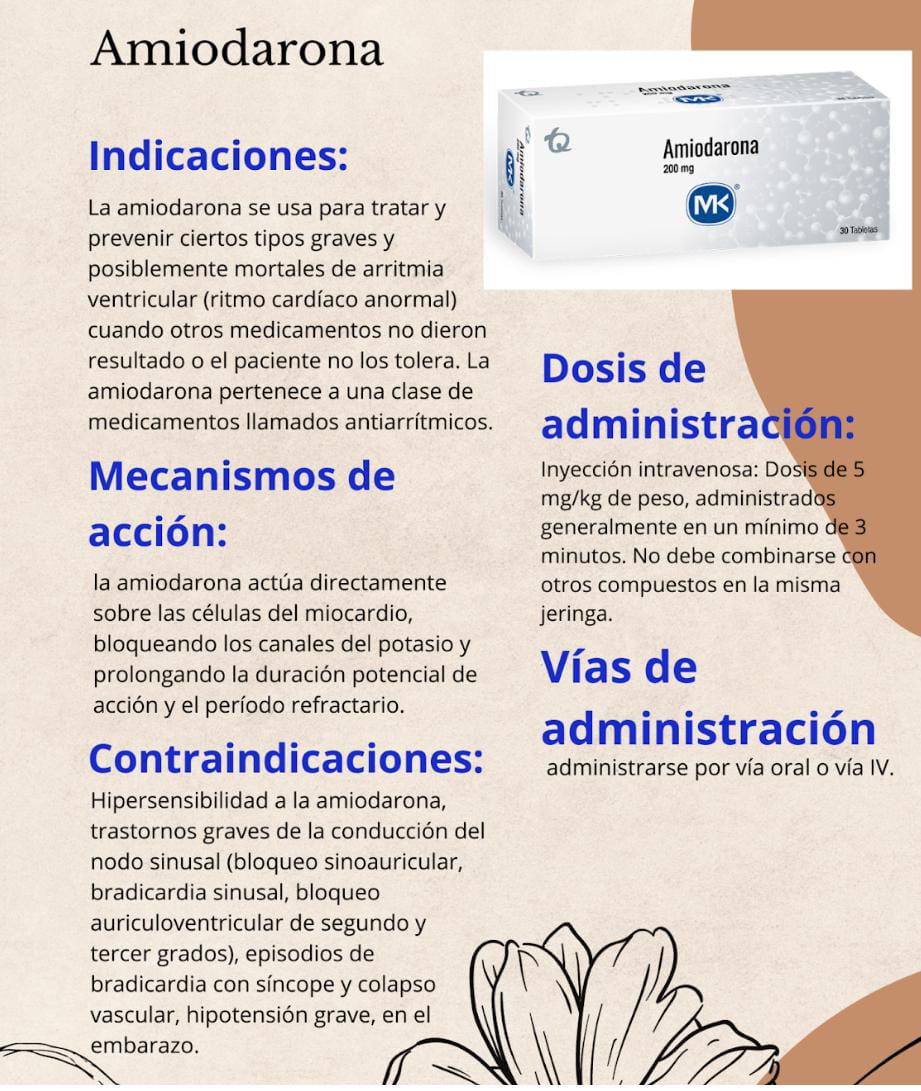 Amiodarona
Indicaciones:
La amiodarona se usa para tratar y
prevenir ciertos tipos graves y
posiblemente mortales de arritmia
ventricular (ritmo cardíaco anormal)
cuando otros medicamentos no dieron
resultado o el paciente no los tolera. La
amiodarona pertenece a una clase de
medicamentos llamados antiarrítmicos.
Mecanismos de
acción:
la amiodarona actúa directamente
sobre las células del miocardio,
bloqueando los canales del potasio y
prolongando la duración potencial de
acción y el período refractario.
Contraindicaciones:
Hipersensibilidad a la amiodarona,
trastornos graves de la conducción del
nodo sinusal (bloqueo sinoauricular,
bradicardia sinusal, bloqueo
auriculoventricular de segundo y
tercer grados), episodios de
bradicardia con síncope y colapso
vascular, hipotensión grave, en el
embarazo.
Amiodarona
200 mg
MK
TQ
Amiodarona
200 mg
MK®
30 Tabletas
Amiodarona
MK
Dosis de
administración:
Inyección intravenosa: Dosis de 5
mg/kg de peso, administrados
generalmente en un mínimo de 3
minutos. No debe combinarse con
otros compuestos en la misma
jeringa.
Vías de
administración
administrarse por vía oral o vía IV.